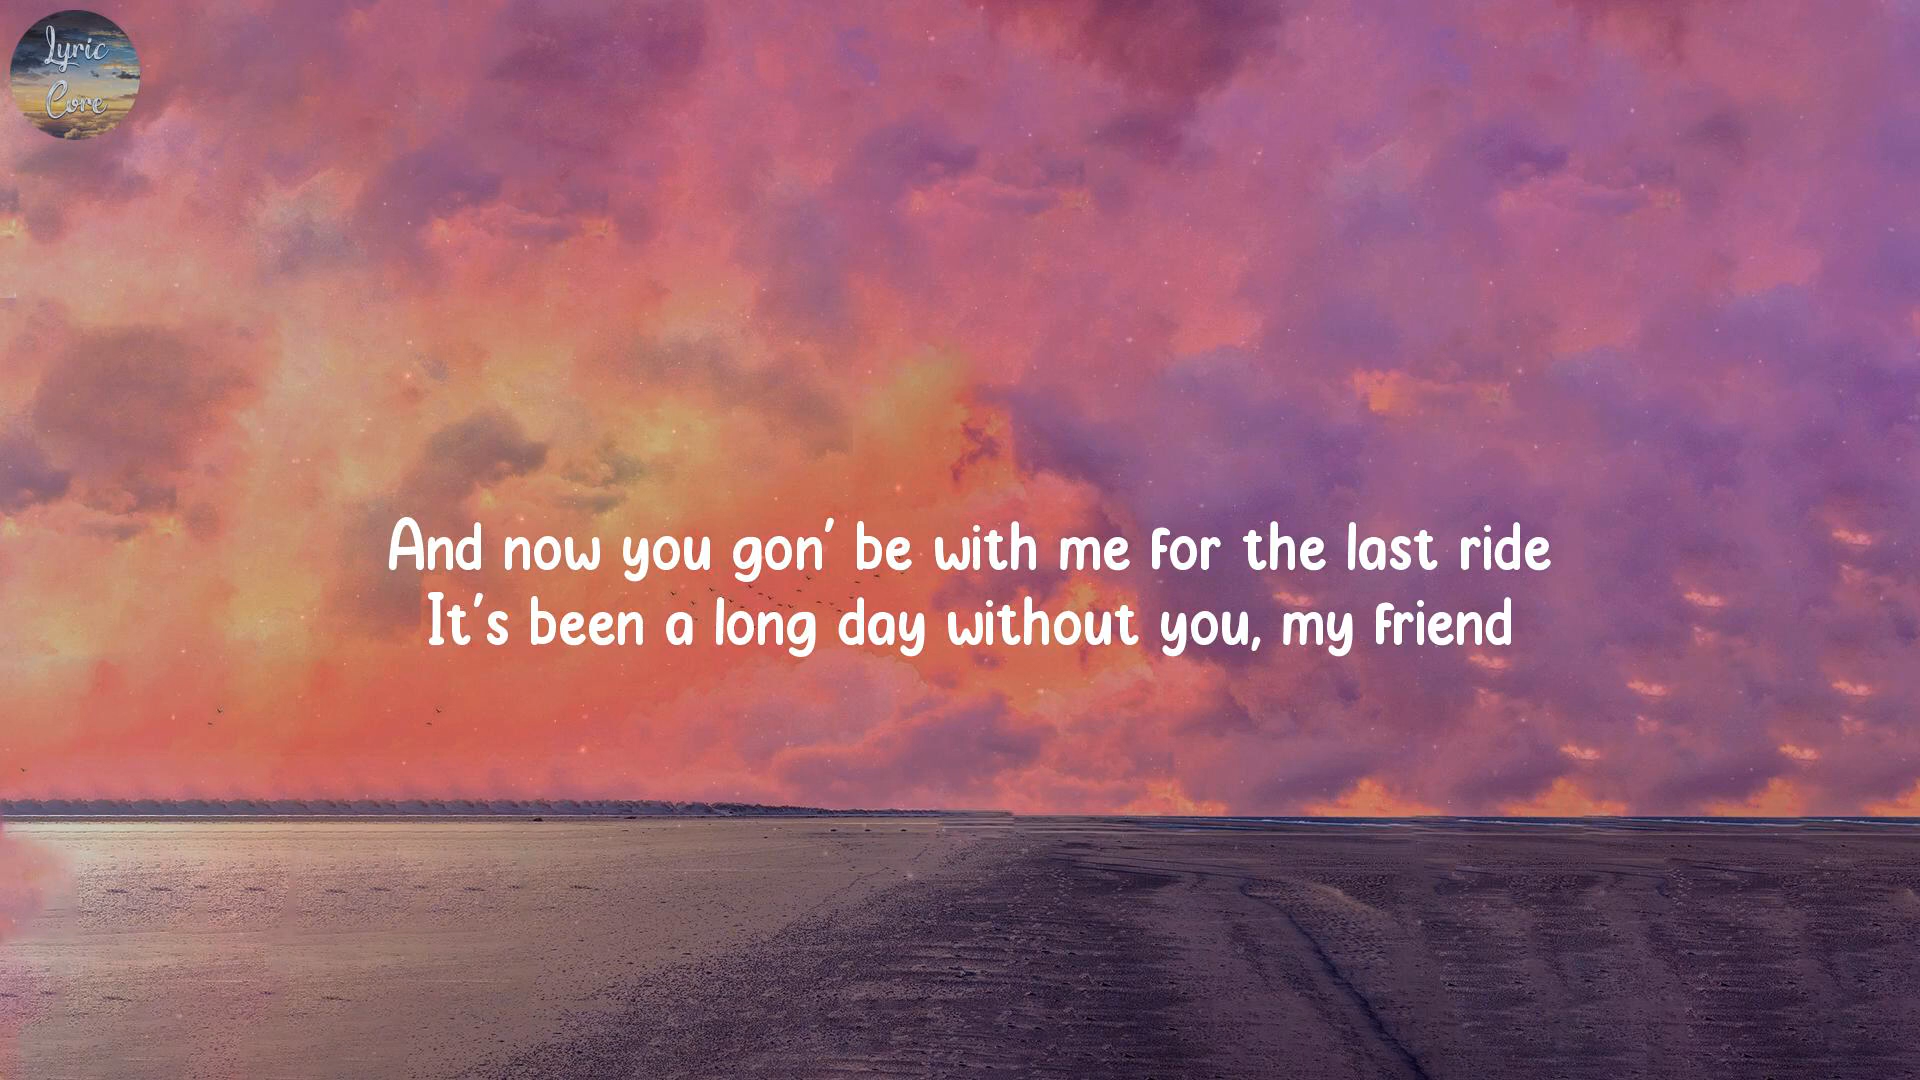 Lyric
Core
And now you gon' be with me for the last ride
It's been a long day without you, my friend